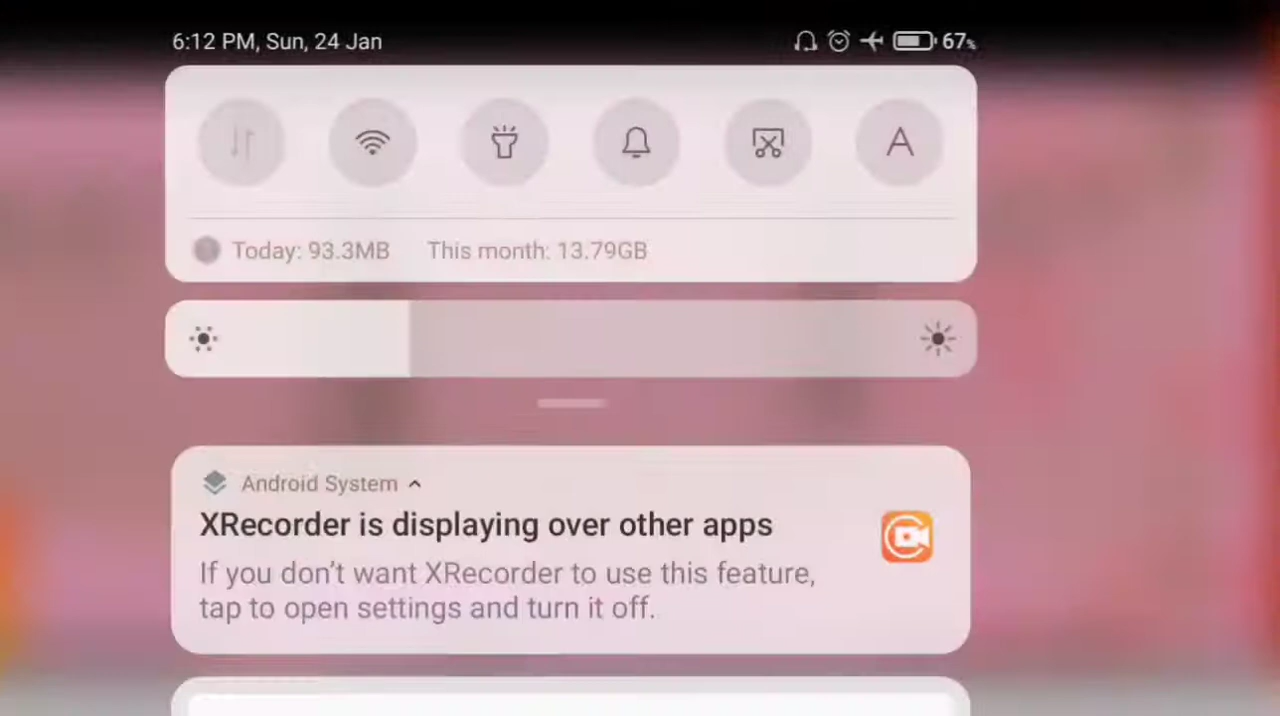 6:12 PM, Sun, 24 Jan 67%
A
Today: 93.3MB This month: 13.79GB
Android System
XRecorder is displaying over other apps
If you don't want XRecorder to use this feature,
tap to open settings and turn it off.